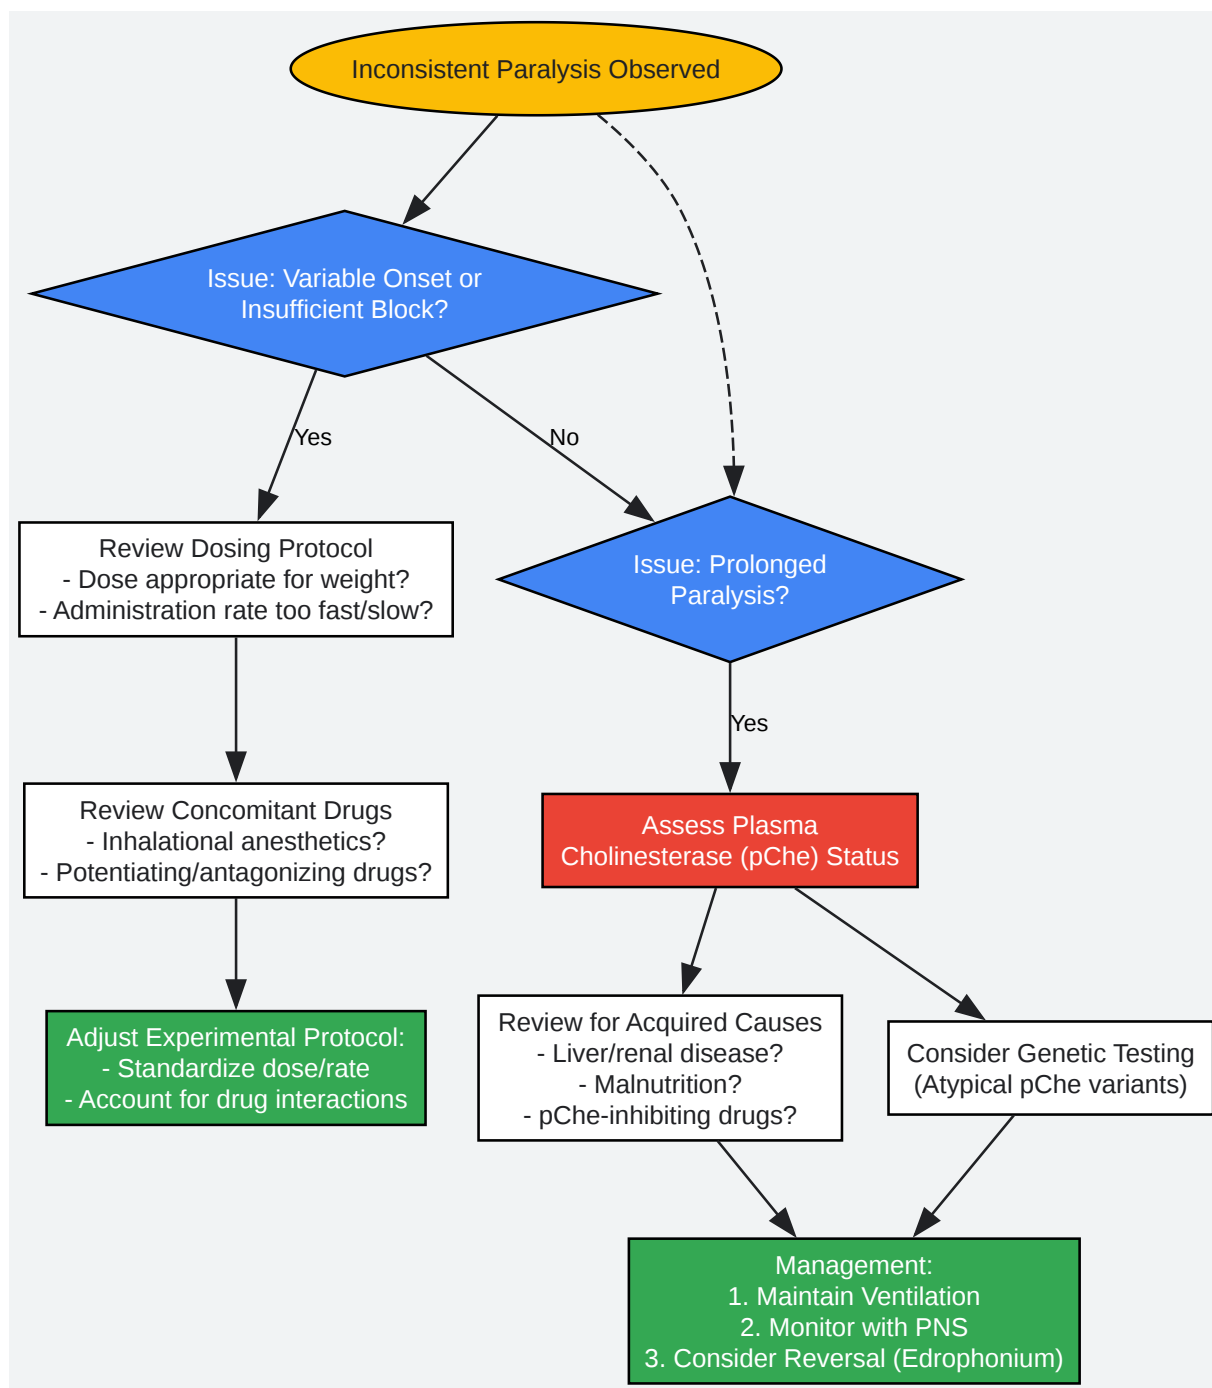 Inconsistent Paralysis Observed
Issue: Variable Onset or
Insufficient Block?
Yes
No
Review Dosing Protocol
- Dose appropriate for weight?
- Administration rate too fast/slow?
Issue: Prolonged
Paralysis?
Yes
Review Concomitant Drugs
- Inhalational anesthetics?
- Potentiating/antagonizing drugs?
Assess Plasma
Cholinesterase (pChe) Status
Adjust Experimental Protocol:
- Standardize dose/rate
- Account for drug interactions
Review for Acquired Causes
- Liver/renal disease?
- Malnutrition?
- pChe-inhibiting drugs?
Consider Genetic Testing
(Atypical pChe variants)
Management:
1. Maintain Ventilation
2. Monitor with PNS
3. Consider Reversal (Edrophonium)